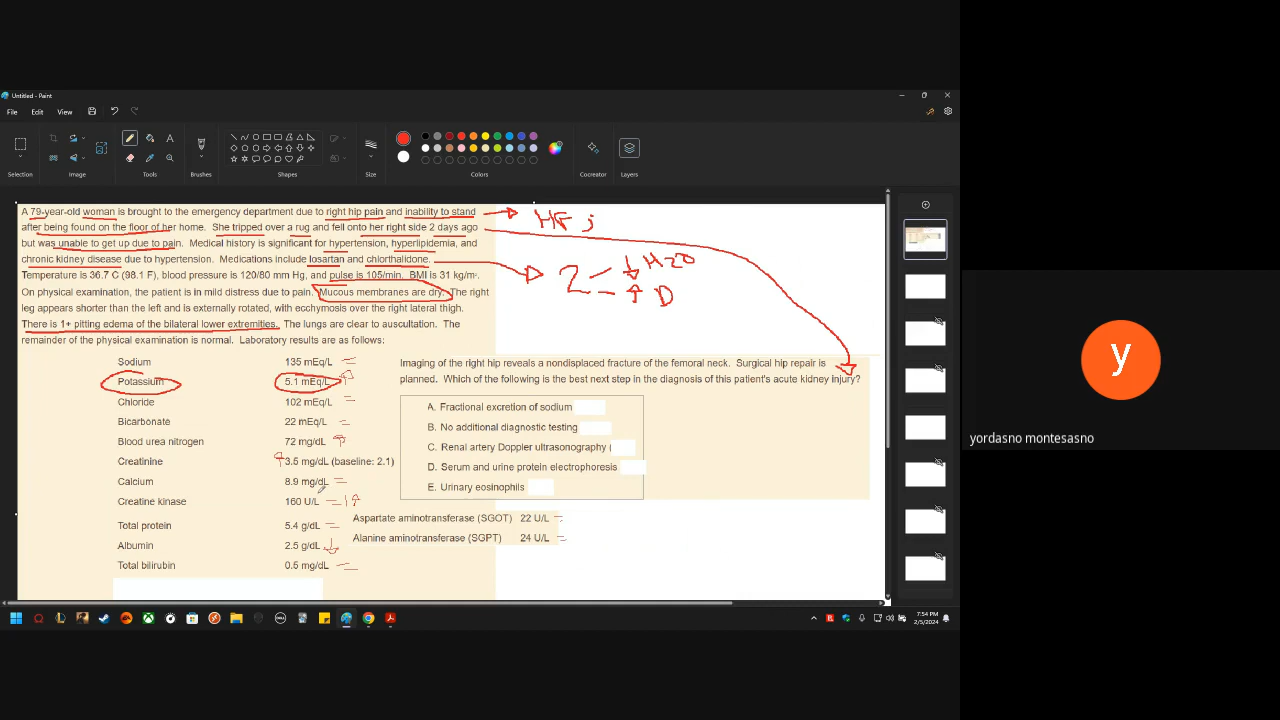 Untitled - Paint
File Edit View
Selection Image Tools Brushes Shapes Size Colors Cocreator Layers
A 79-year-old woman is brought to the emergency department due to right hip pain and inability to stand
after being found on the floor of her home. She tripped over a rug and fell onto her right side 2 days ago
but was unable to get up due to pain. Medical history is significant for hypertension, hyperlipidemia, and
chronic kidney disease due to hypertension. Medications include losartan and chlorthalidone.
Temperature is 36.7 C (98.1 F), blood pressure is 120/80 mm Hg, and pulse is 105/min. BMI is 31 kg/m².
On physical examination, the patient is in mild distress due to pain. Mucous membranes are dry. The right
leg appears shorter than the left and is externally rotated, with ecchymosis over the right lateral thigh.
There is 1+ pitting edema of the bilateral lower extremities. The lungs are clear to auscultation. The
remainder of the physical examination is normal. Laboratory results are as follows:
HF
2 ↓ H2O
↑ D
Sodium 135 mEq/L =
Potassium 5.1 mEq/L ↑
Chloride 102 mEq/L =
Bicarbonate 22 mEq/L =
Blood urea nitrogen 72 mg/dL ↑
Creatinine ↑ 3.5 mg/dL (baseline: 2.1)
Calcium 8.9 mg/dL =
Creatine kinase 160 U/L = 1↑
Total protein 5.4 g/dL =
Albumin 2.5 g/dL ↓
Total bilirubin 0.5 mg/dL =
Aspartate aminotransferase (SGOT) 22 U/L =
Alanine aminotransferase (SGPT) 24 U/L =
Imaging of the right hip reveals a nondisplaced fracture of the femoral neck. Surgical hip repair is
planned. Which of the following is the best next step in the diagnosis of this patient's acute kidney injury?
A. Fractional excretion of sodium
B. No additional diagnostic testing
C. Renal artery Doppler ultrasonography (
D. Serum and urine protein electrophoresis
E. Urinary eosinophils
7:54 PM
2/5/2024
y
yordasno montesasno